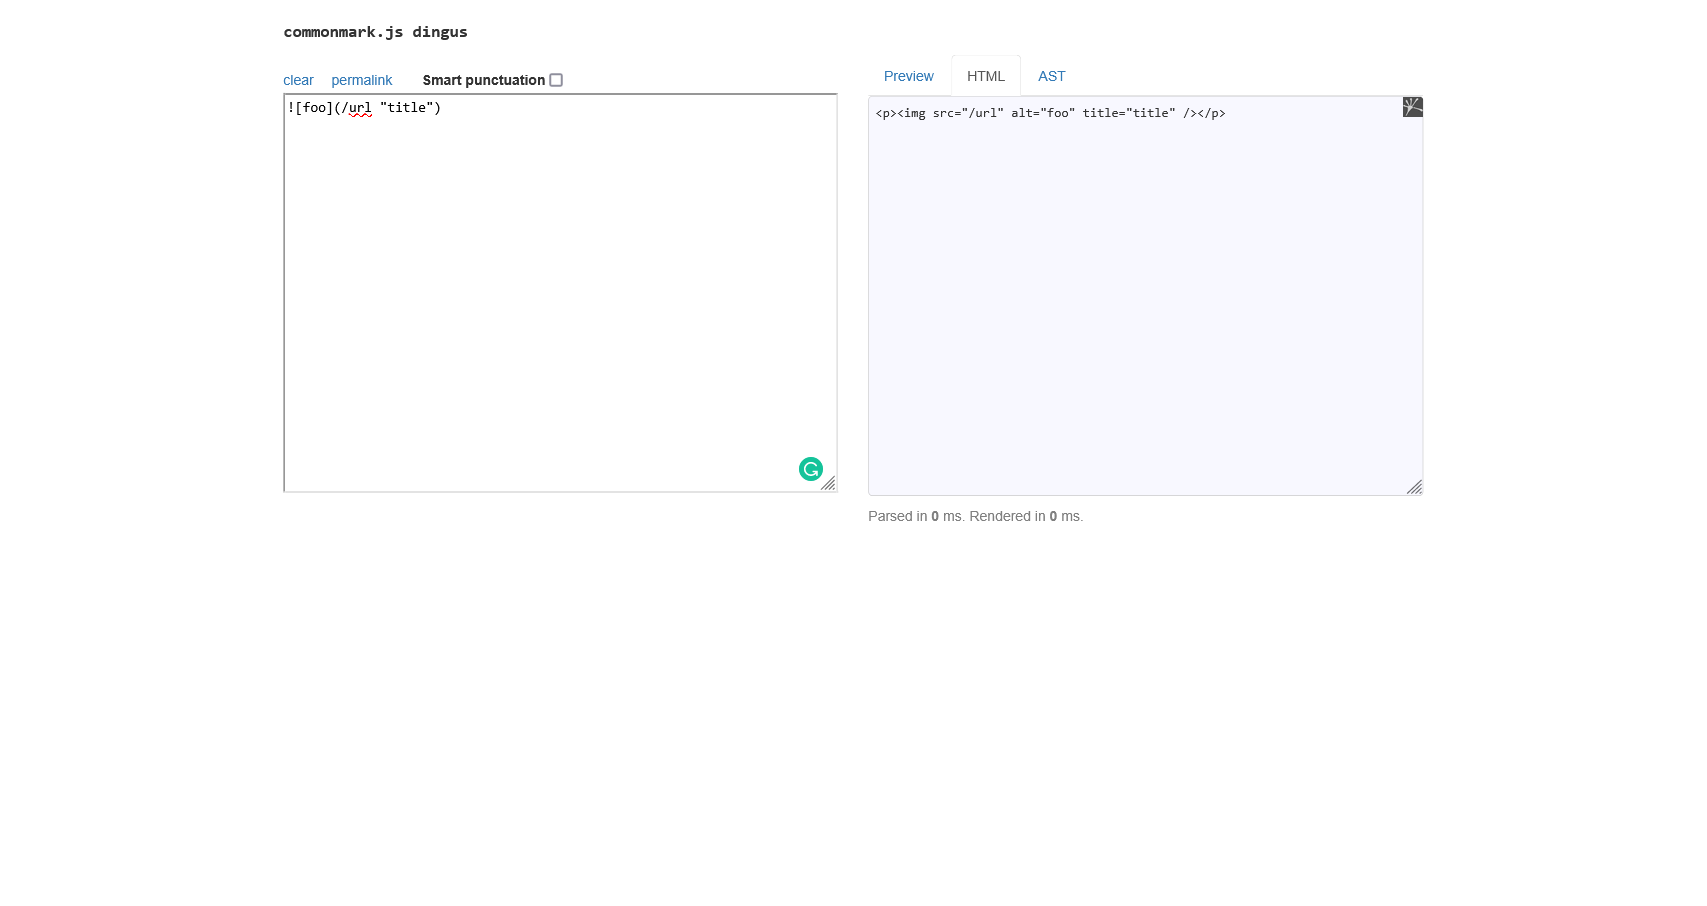 commonmark.js dingus
clear permalink Smart punctuation
Preview HTML AST
![foo](/url "title")
<p><img src="/url" alt="foo" title="title" /></p>
Parsed in 0 ms. Rendered in 0 ms.